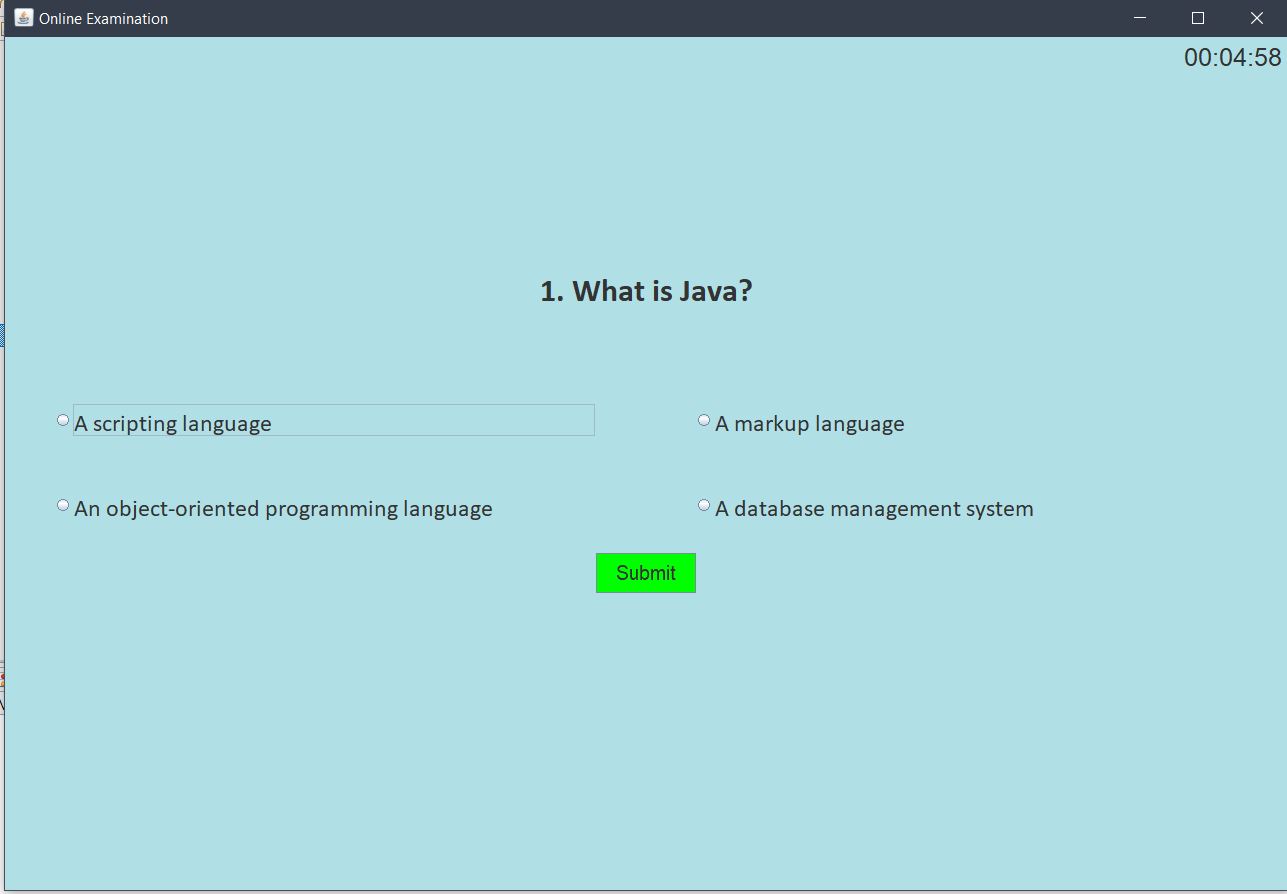 Online Examination
00:04:58
1. What is Java?
A scripting language
A markup language
An object-oriented programming language
A database management system
Submit